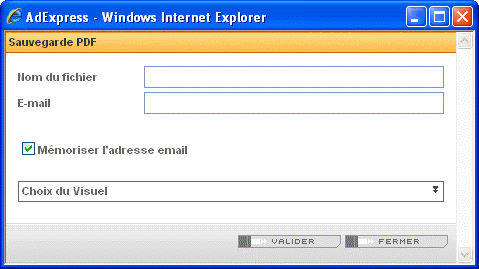 AdExpress - Windows Internet Explorer
Sauvegarde PDF
Nom du fichier
E-mail
Mémoriser l'adresse email
Choix du Visuel
VALIDER
FERMER